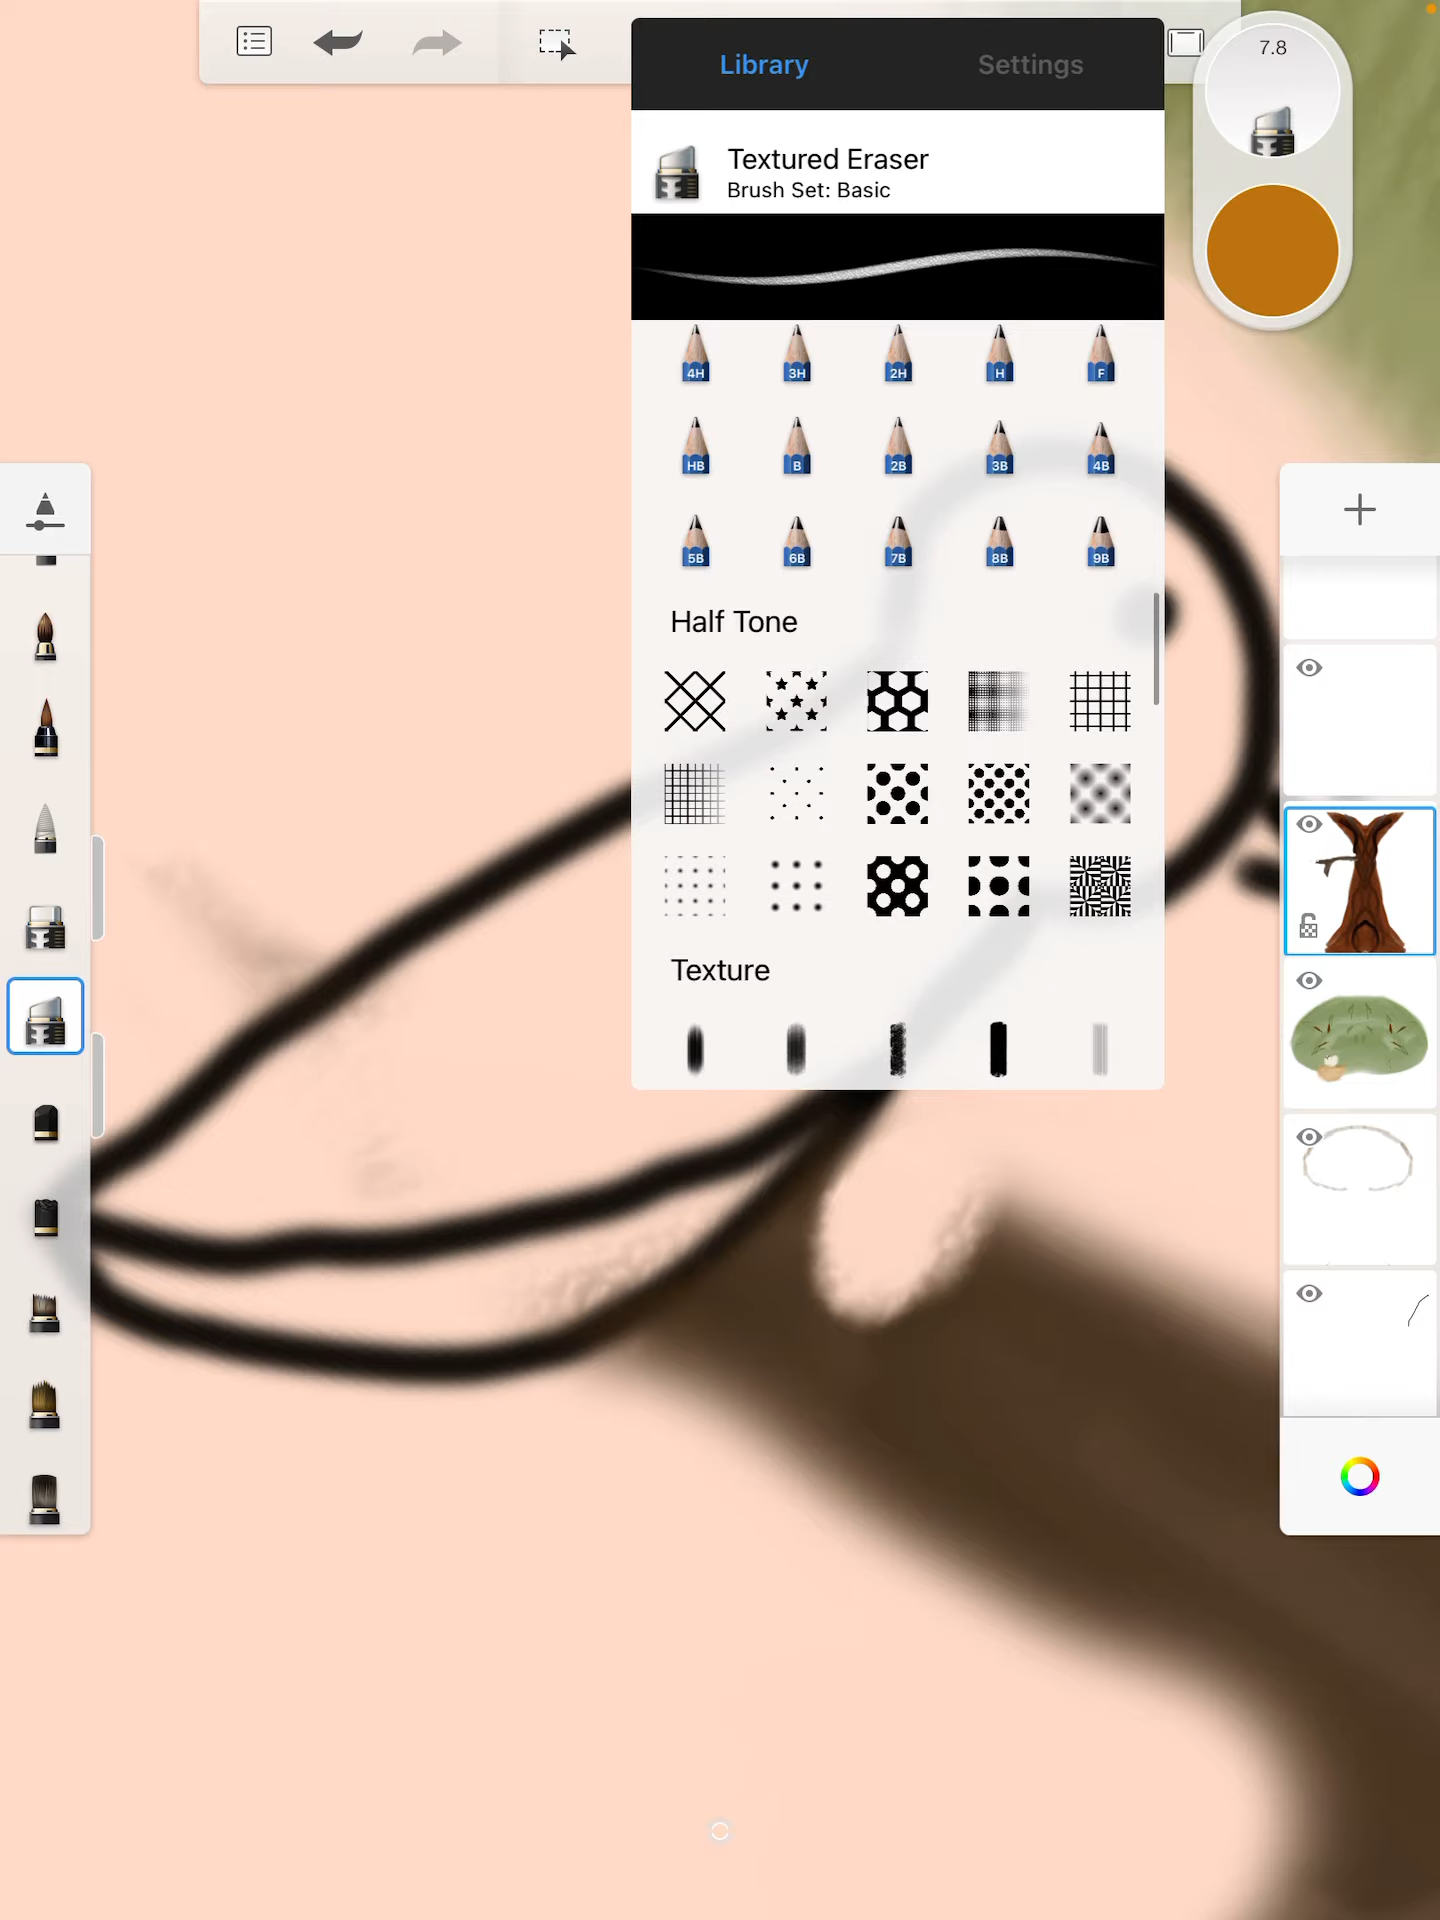 7.8
Library Settings
Textured Eraser
Brush Set: Basic
4H 3H 2H H F
HB B 2B 3B 4B
5B 6B 7B 8B 9B
Half Tone
Texture